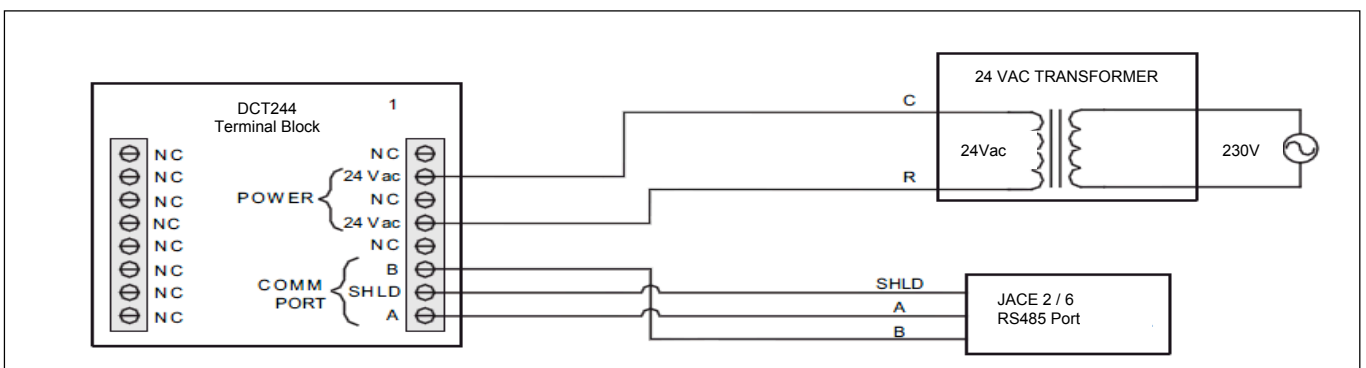 24 VAC TRANSFORMER
DCT244
Terminal Block
1
C
NC
NC
NC
24 Vac
24Vac
230V
POWER
NC
NC
R
NC
24 Vac
NC
NC
NC
B
COMM
PORT
NC
SHLD
SHLD
JACE 2 / 6
RS485 Port
NC
A
A
B